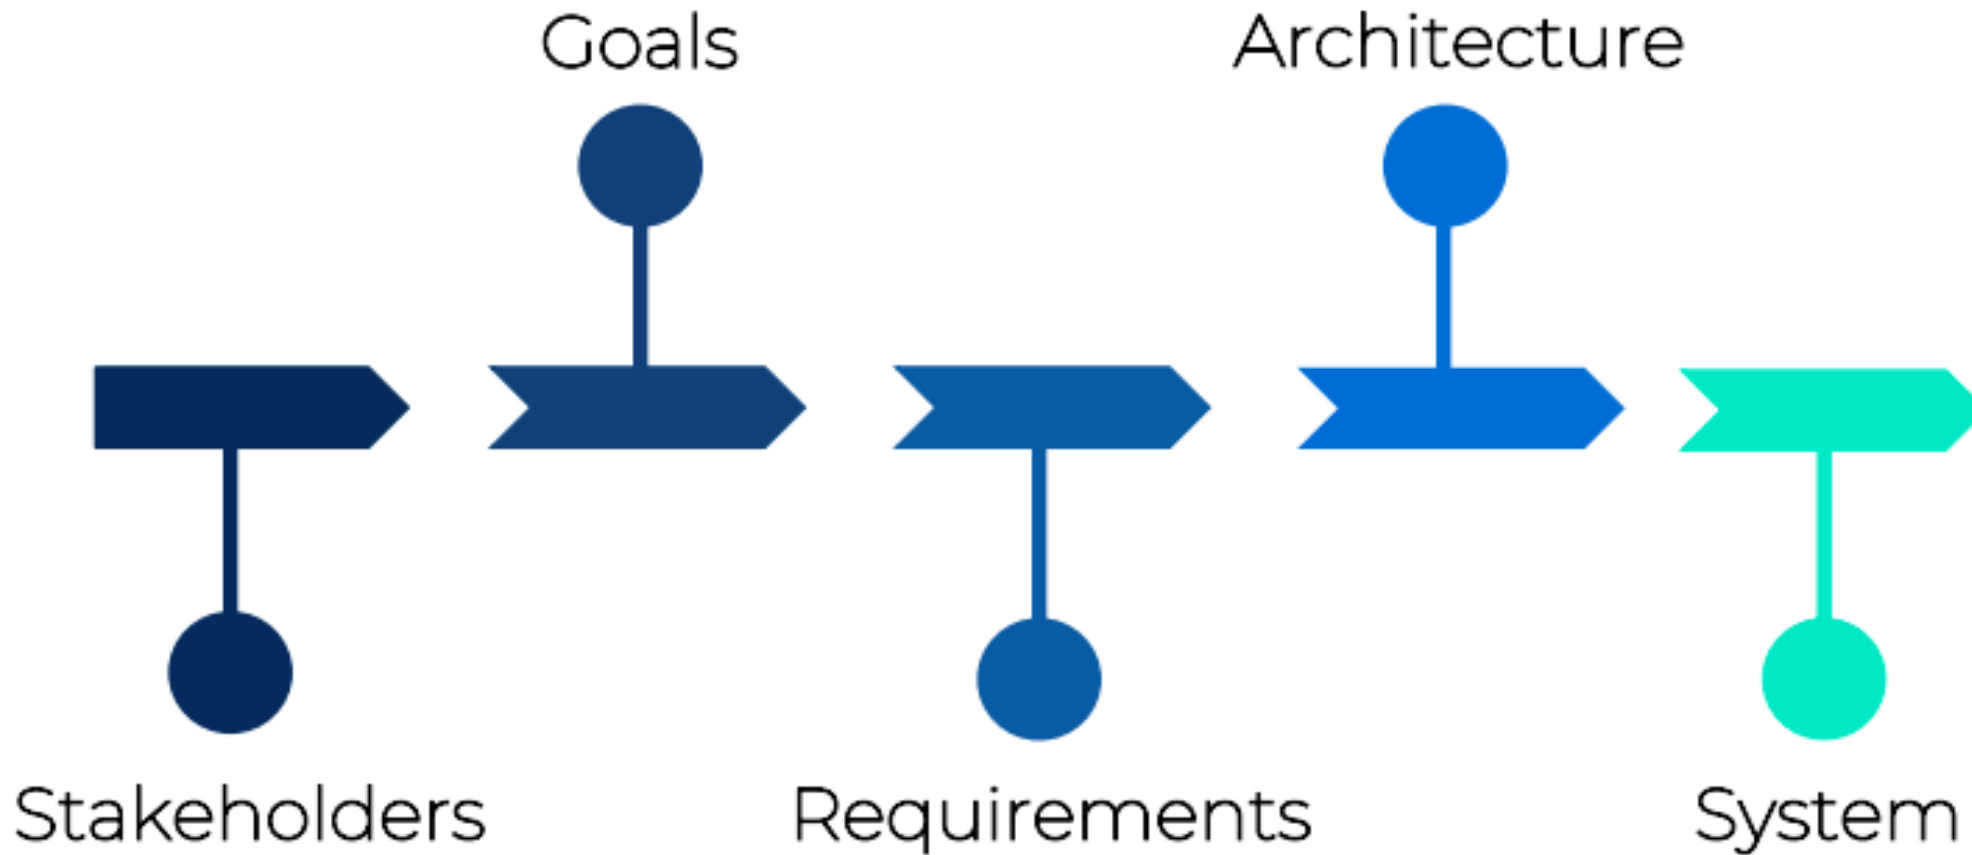 Goals
Architecture
Stakeholders
Requirements
System